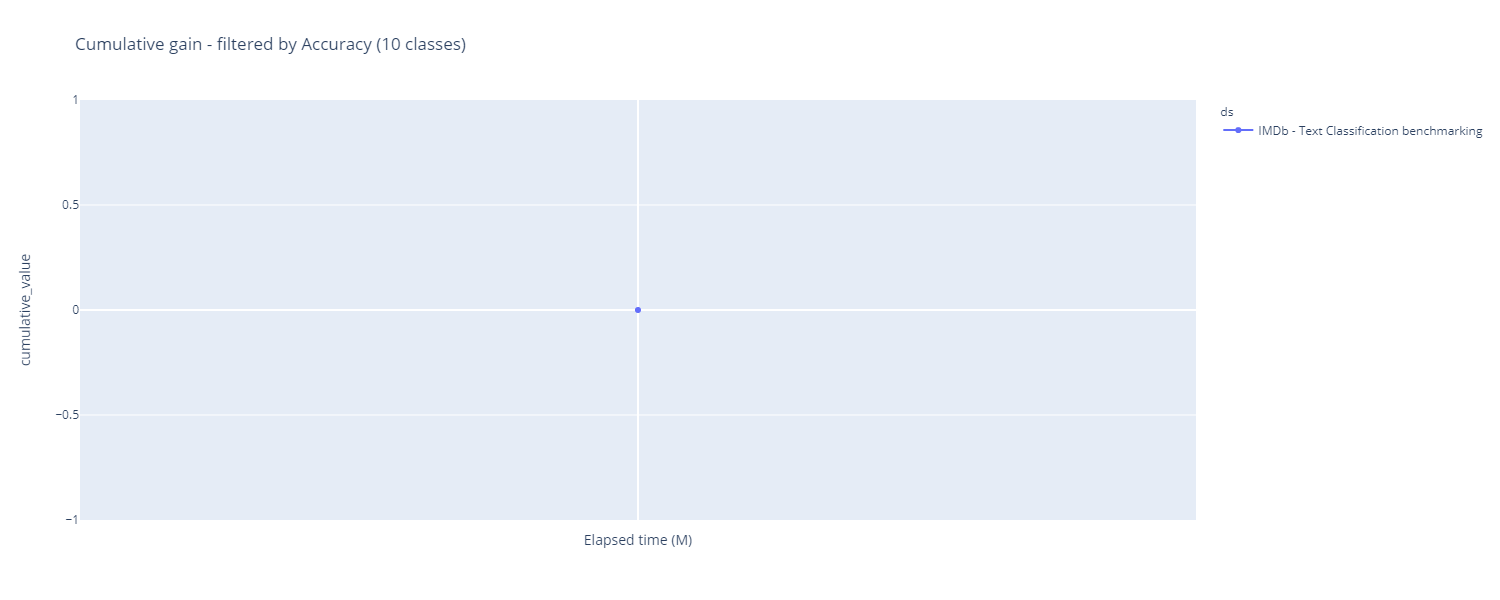 Cumulative gain - filtered by Accuracy (10 classes)
1
0.5
0
−0.5
−1
cumulative_value
Elapsed time (M)
ds
IMDb - Text Classification benchmarking